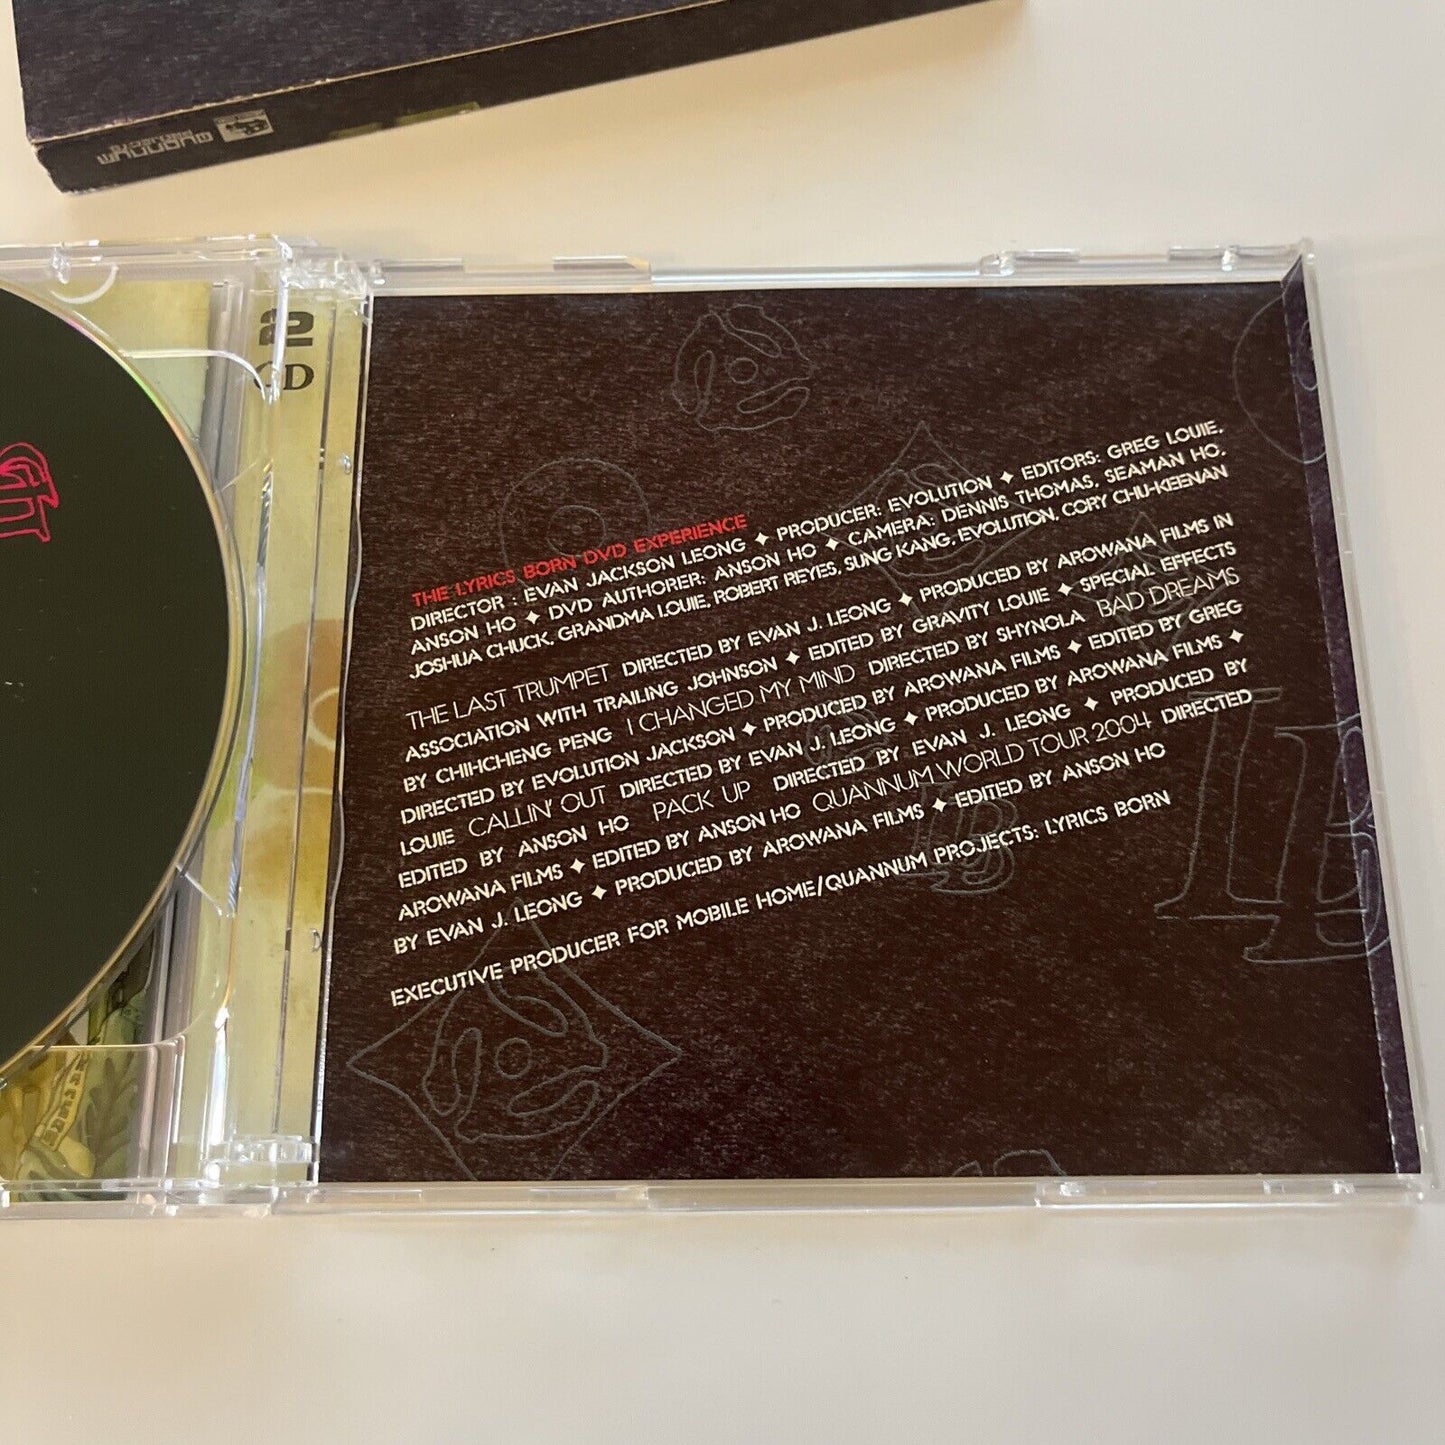 QUANNUM
PROJECTS
2
CD
THE LYRICS BORN DVD EXPERIENCE
DIRECTOR : EVAN JACKSON LEONG ✦ PRODUCER: EVOLUTION ✦ EDITORS: GREG LOUIE,
ANSON HO ✦ DVD AUTHORER: ANSON HO ✦ CAMERA: DENNIS THOMAS, SEAMAN HO,
JOSHUA CHUCK, GRANDMA LOUIE, ROBERT REYES, SUNG KANG, EVOLUTION, CORY CHU-KEENAN
THE LAST TRUMPET DIRECTED BY EVAN J. LEONG ✦ PRODUCED BY AROWANA FILMS IN
ASSOCIATION WITH TRAILING JOHNSON ✦ EDITED BY GRAVITY LOUIE ✦ SPECIAL EFFECTS
BY CHIHCHENG PENG I CHANGED MY MIND DIRECTED BY SHYNOLA BAD DREAMS
DIRECTED BY EVOLUTION JACKSON ✦ PRODUCED BY AROWANA FILMS ✦ EDITED BY GREG
LOUIE CALLIN' OUT DIRECTED BY EVAN J. LEONG ✦ PRODUCED BY AROWANA FILMS ✦
EDITED BY ANSON HO PACK UP DIRECTED BY EVAN J. LEONG ✦ PRODUCED BY
AROWANA FILMS ✦ EDITED BY ANSON HO QUANNUM WORLD TOUR 2004 DIRECTED
BY EVAN J. LEONG ✦ PRODUCED BY AROWANA FILMS ✦ EDITED BY ANSON HO
EXECUTIVE PRODUCER FOR MOBILE HOME/QUANNUM PROJECTS: LYRICS BORN
LB
LB